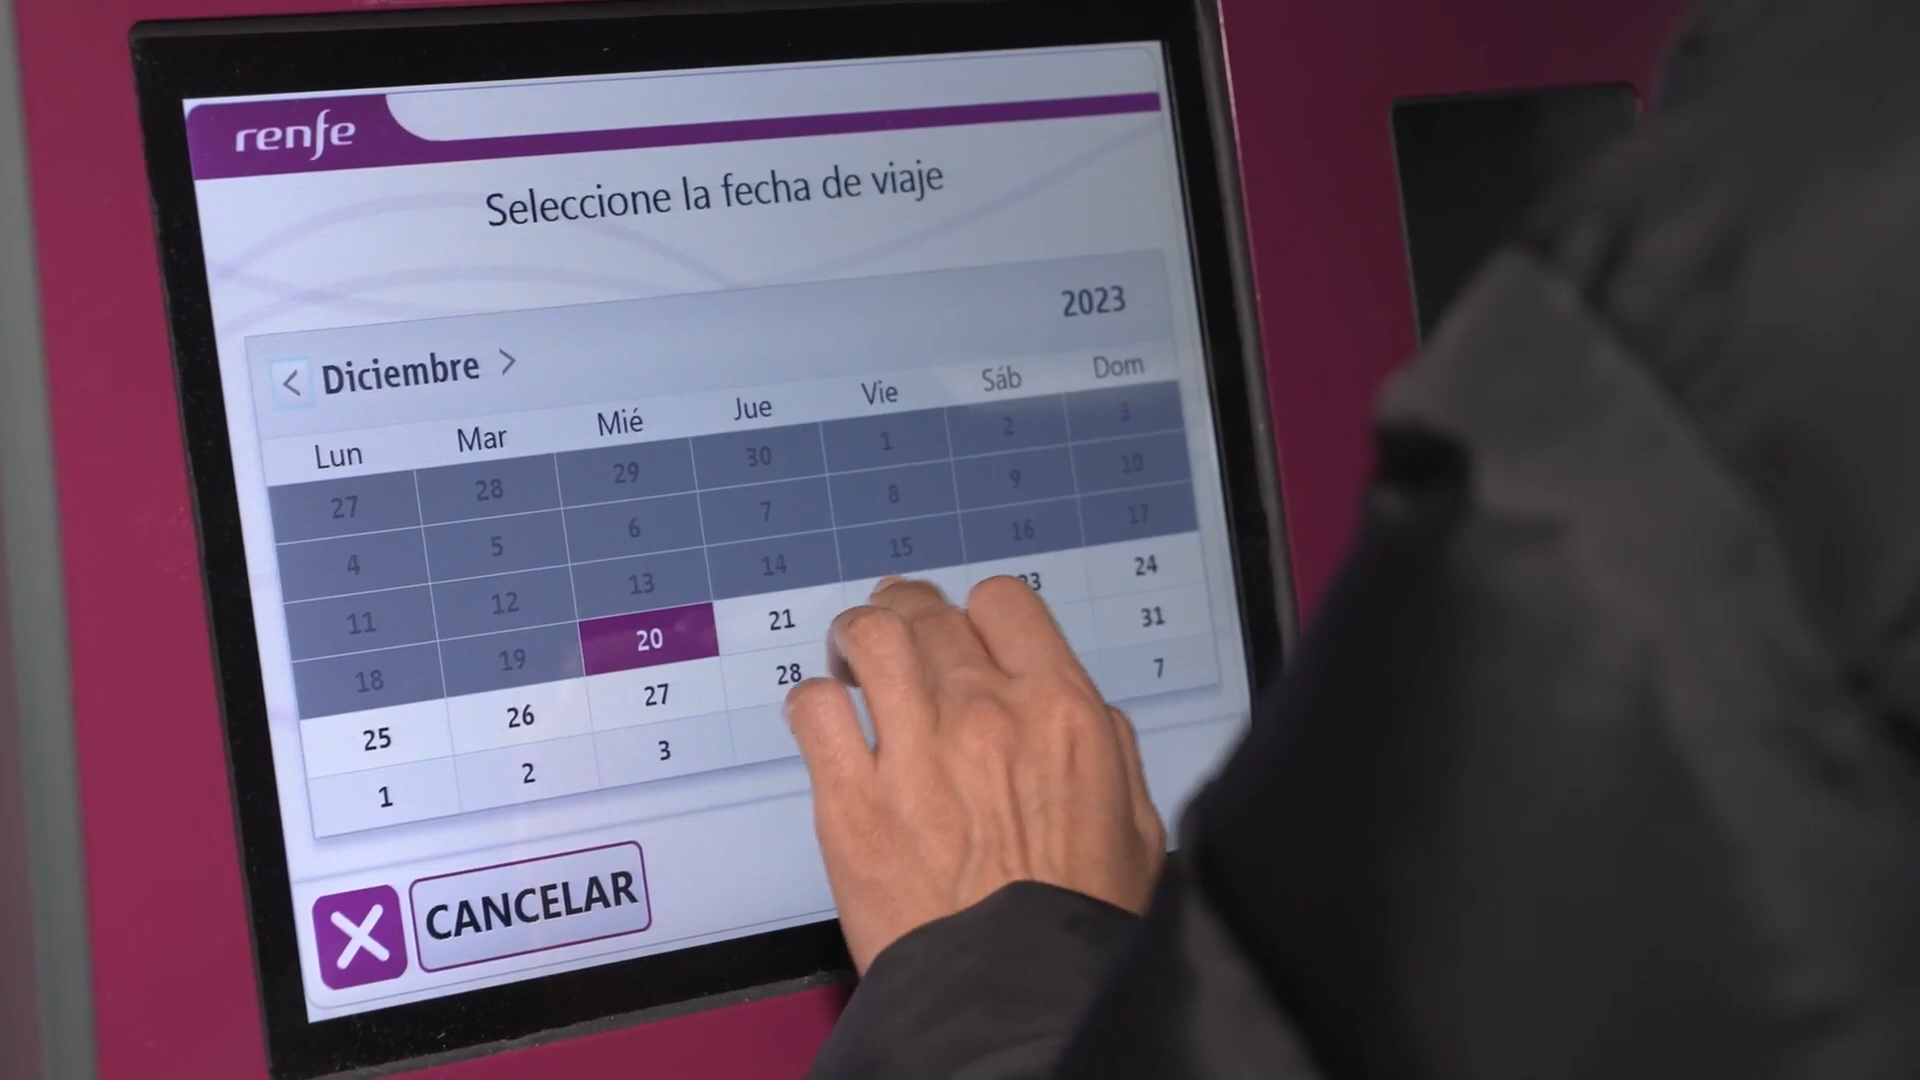 renfe
Seleccione la fecha de viaje
< Diciembre > 2023
Lun Mar Mié Jue Vie Sáb Dom
27 28 29 30 1 2 3
4 5 6 7 8 9 10
11 12 13 14 15 16 17
18 19 20 21 23 24
25 26 27 28 31
1 2 3 7
X CANCELAR